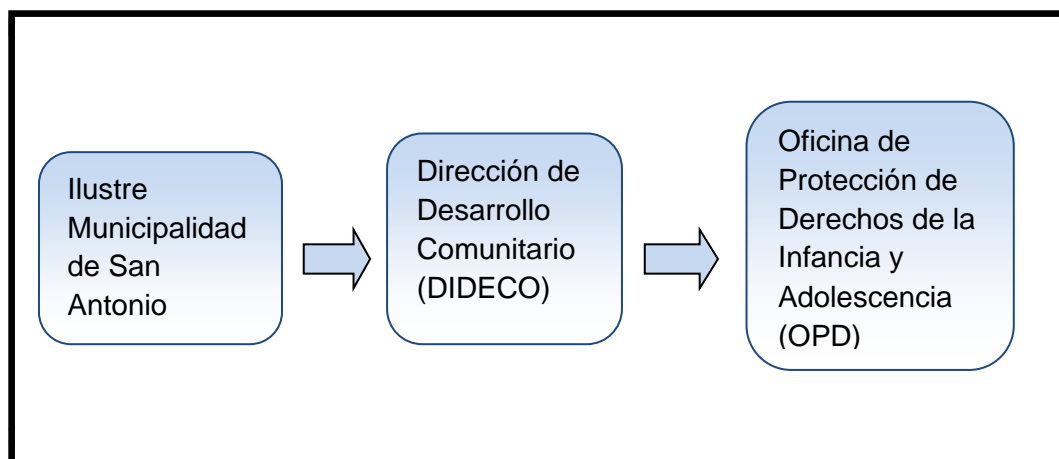 Ilustre
Municipalidad
de San
Antonio
Dirección de
Desarrollo
Comunitario
(DIDECO)
Oficina de
Protección de
Derechos de la
Infancia y
Adolescencia
(OPD)